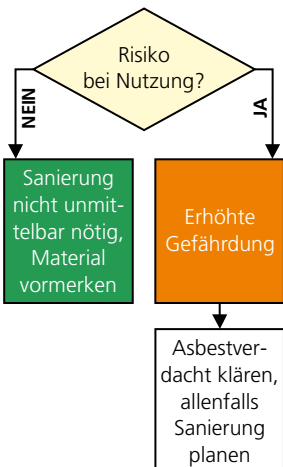 Risiko
bei Nutzung?
NEIN
JA
Sanierung
nicht unmit-
telbar nötig,
Material
vormerken
Erhöhte
Gefährdung
Asbestver-
dacht klären,
allenfalls
Sanierung
planen